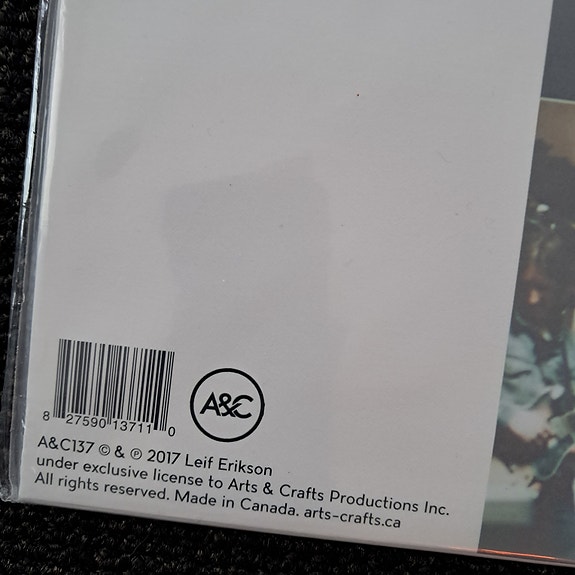 8 27590 13711 0
A&C
A&C137 © & ℗ 2017 Leif Erikson
under exclusive license to Arts & Crafts Productions Inc.
All rights reserved. Made in Canada. arts-crafts.ca